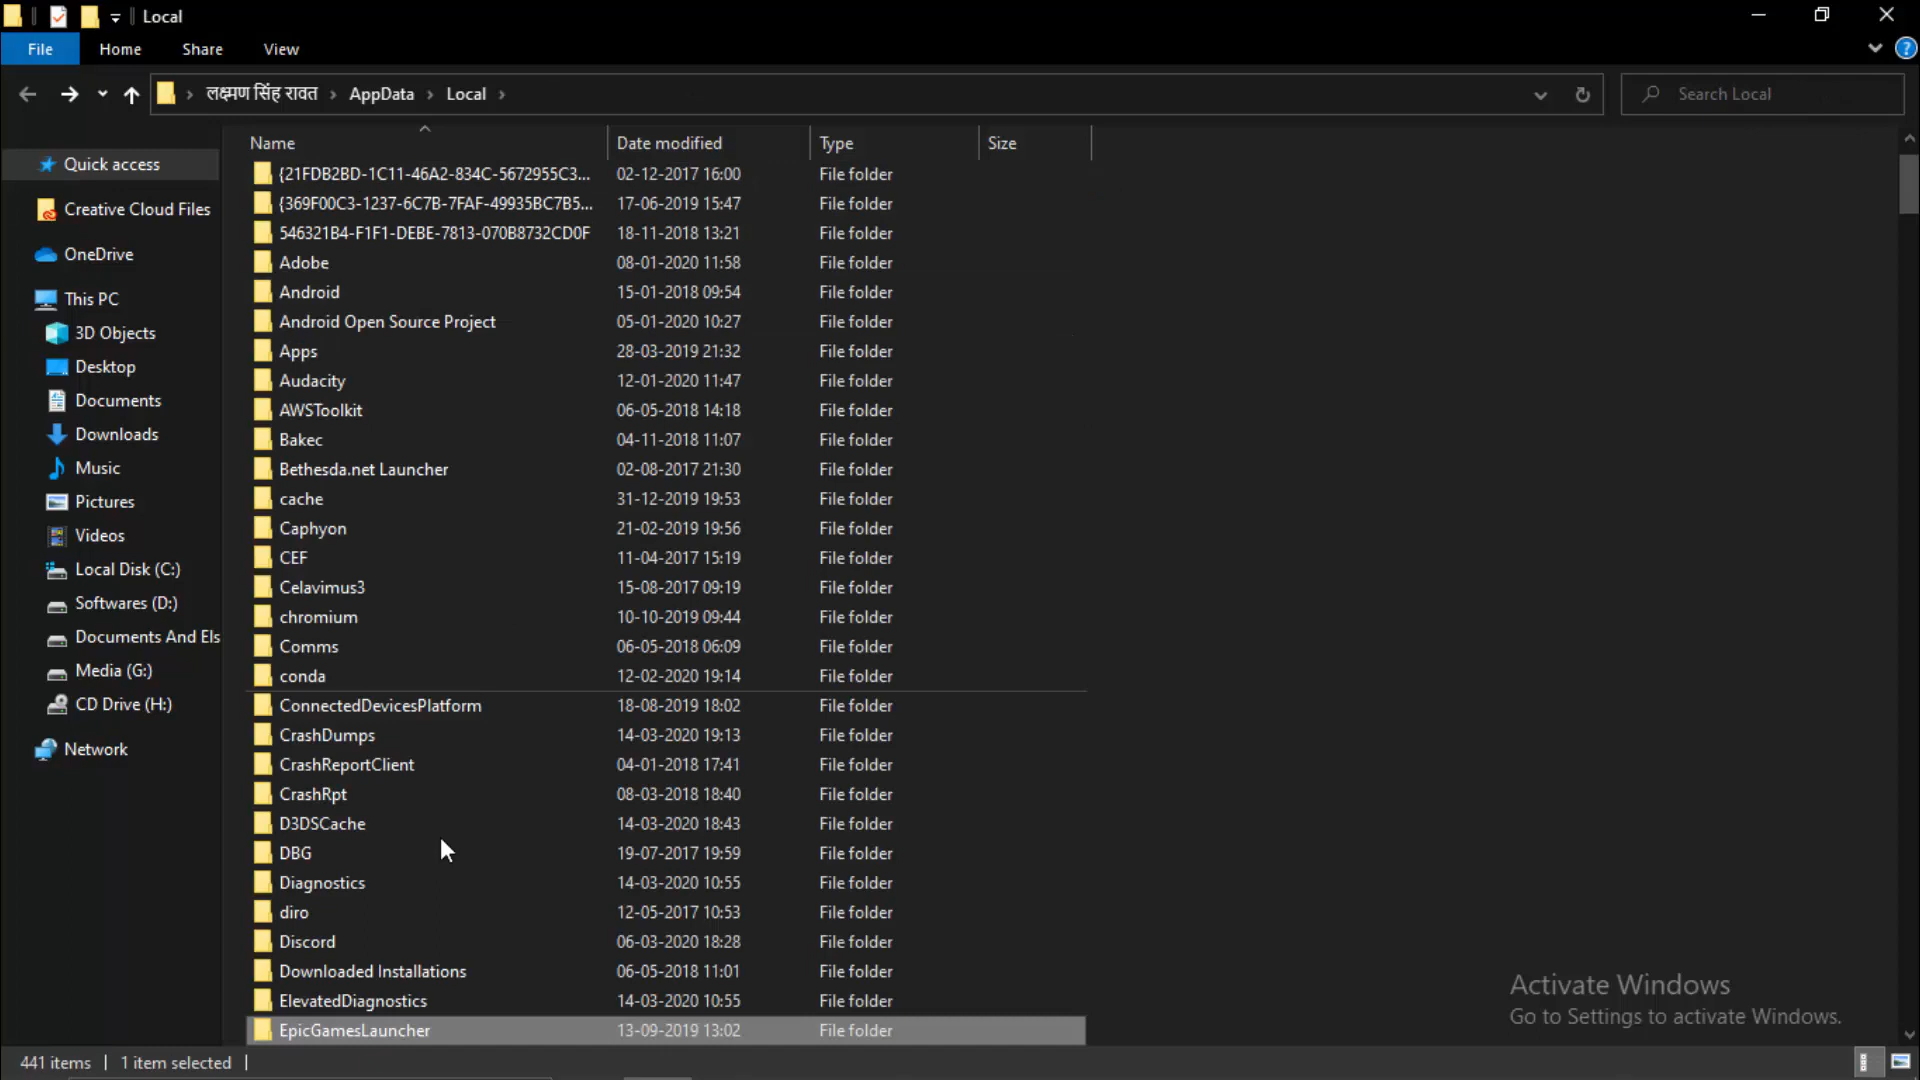 Local
File Home Share View
लक्ष्मण सिंह रावत › AppData › Local ›
Search Local
Name Date modified Type Size
Quick access
Creative Cloud Files
OneDrive
This PC
3D Objects
Desktop
Documents
Downloads
Music
Pictures
Videos
Local Disk (C:)
Softwares (D:)
Documents And Els
Media (G:)
CD Drive (H:)
Network
{21FDB2BD-1C11-46A2-834C-5672955C3... 02-12-2017 16:00 File folder
{369F00C3-1237-6C7B-7FAF-49935BC7B5... 17-06-2019 15:47 File folder
546321B4-F1F1-DEBE-7813-070B8732CD0F 18-11-2018 13:21 File folder
Adobe 08-01-2020 11:58 File folder
Android 15-01-2018 09:54 File folder
Android Open Source Project 05-01-2020 10:27 File folder
Apps 28-03-2019 21:32 File folder
Audacity 12-01-2020 11:47 File folder
AWSToolkit 06-05-2018 14:18 File folder
Bakec 04-11-2018 11:07 File folder
Bethesda.net Launcher 02-08-2017 21:30 File folder
cache 31-12-2019 19:53 File folder
Caphyon 21-02-2019 19:56 File folder
CEF 11-04-2017 15:19 File folder
Celavimus3 15-08-2017 09:19 File folder
chromium 10-10-2019 09:44 File folder
Comms 06-05-2018 06:09 File folder
conda 12-02-2020 19:14 File folder
ConnectedDevicesPlatform 18-08-2019 18:02 File folder
CrashDumps 14-03-2020 19:13 File folder
CrashReportClient 04-01-2018 17:41 File folder
CrashRpt 08-03-2018 18:40 File folder
D3DSCache 14-03-2020 18:43 File folder
DBG 19-07-2017 19:59 File folder
Diagnostics 14-03-2020 10:55 File folder
diro 12-05-2017 10:53 File folder
Discord 06-03-2020 18:28 File folder
Downloaded Installations 06-05-2018 11:01 File folder
ElevatedDiagnostics 14-03-2020 10:55 File folder
EpicGamesLauncher 13-09-2019 13:02 File folder
Activate Windows
Go to Settings to activate Windows.
441 items 1 item selected